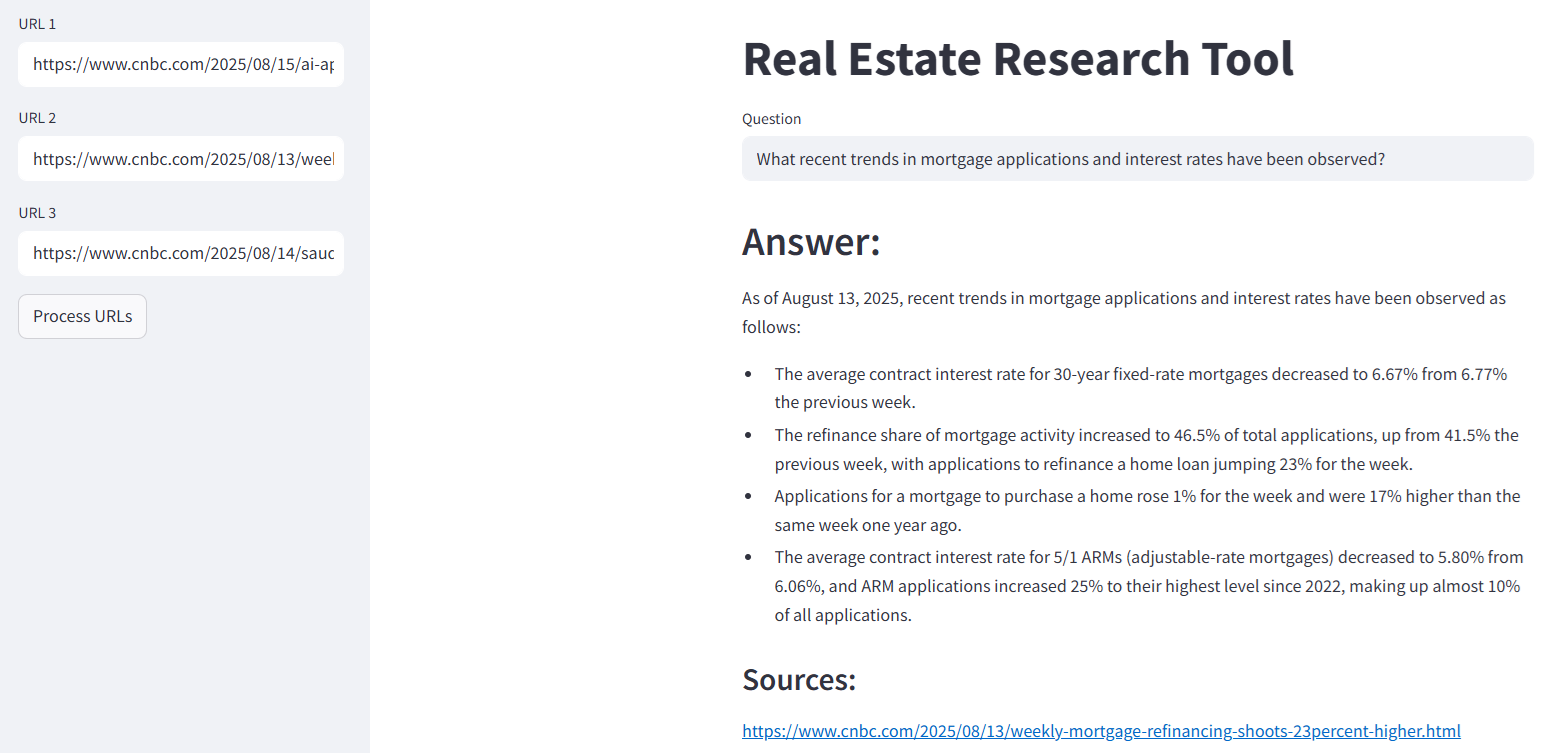 URL 1
https://www.cnbc.com/2025/08/15/ai-ap
URL 2
https://www.cnbc.com/2025/08/13/weel
URL 3
https://www.cnbc.com/2025/08/14/saud
Process URLs
Real Estate Research Tool
Question
What recent trends in mortgage applications and interest rates have been observed?
Answer:
As of August 13, 2025, recent trends in mortgage applications and interest rates have been observed as
follows:
• The average contract interest rate for 30-year fixed-rate mortgages decreased to 6.67% from 6.77%
the previous week.
• The refinance share of mortgage activity increased to 46.5% of total applications, up from 41.5% the
previous week, with applications to refinance a home loan jumping 23% for the week.
• Applications for a mortgage to purchase a home rose 1% for the week and were 17% higher than the
same week one year ago.
• The average contract interest rate for 5/1 ARMs (adjustable-rate mortgages) decreased to 5.80% from
6.06%, and ARM applications increased 25% to their highest level since 2022, making up almost 10%
of all applications.
Sources:
https://www.cnbc.com/2025/08/13/weekly-mortgage-refinancing-shoots-23percent-higher.html